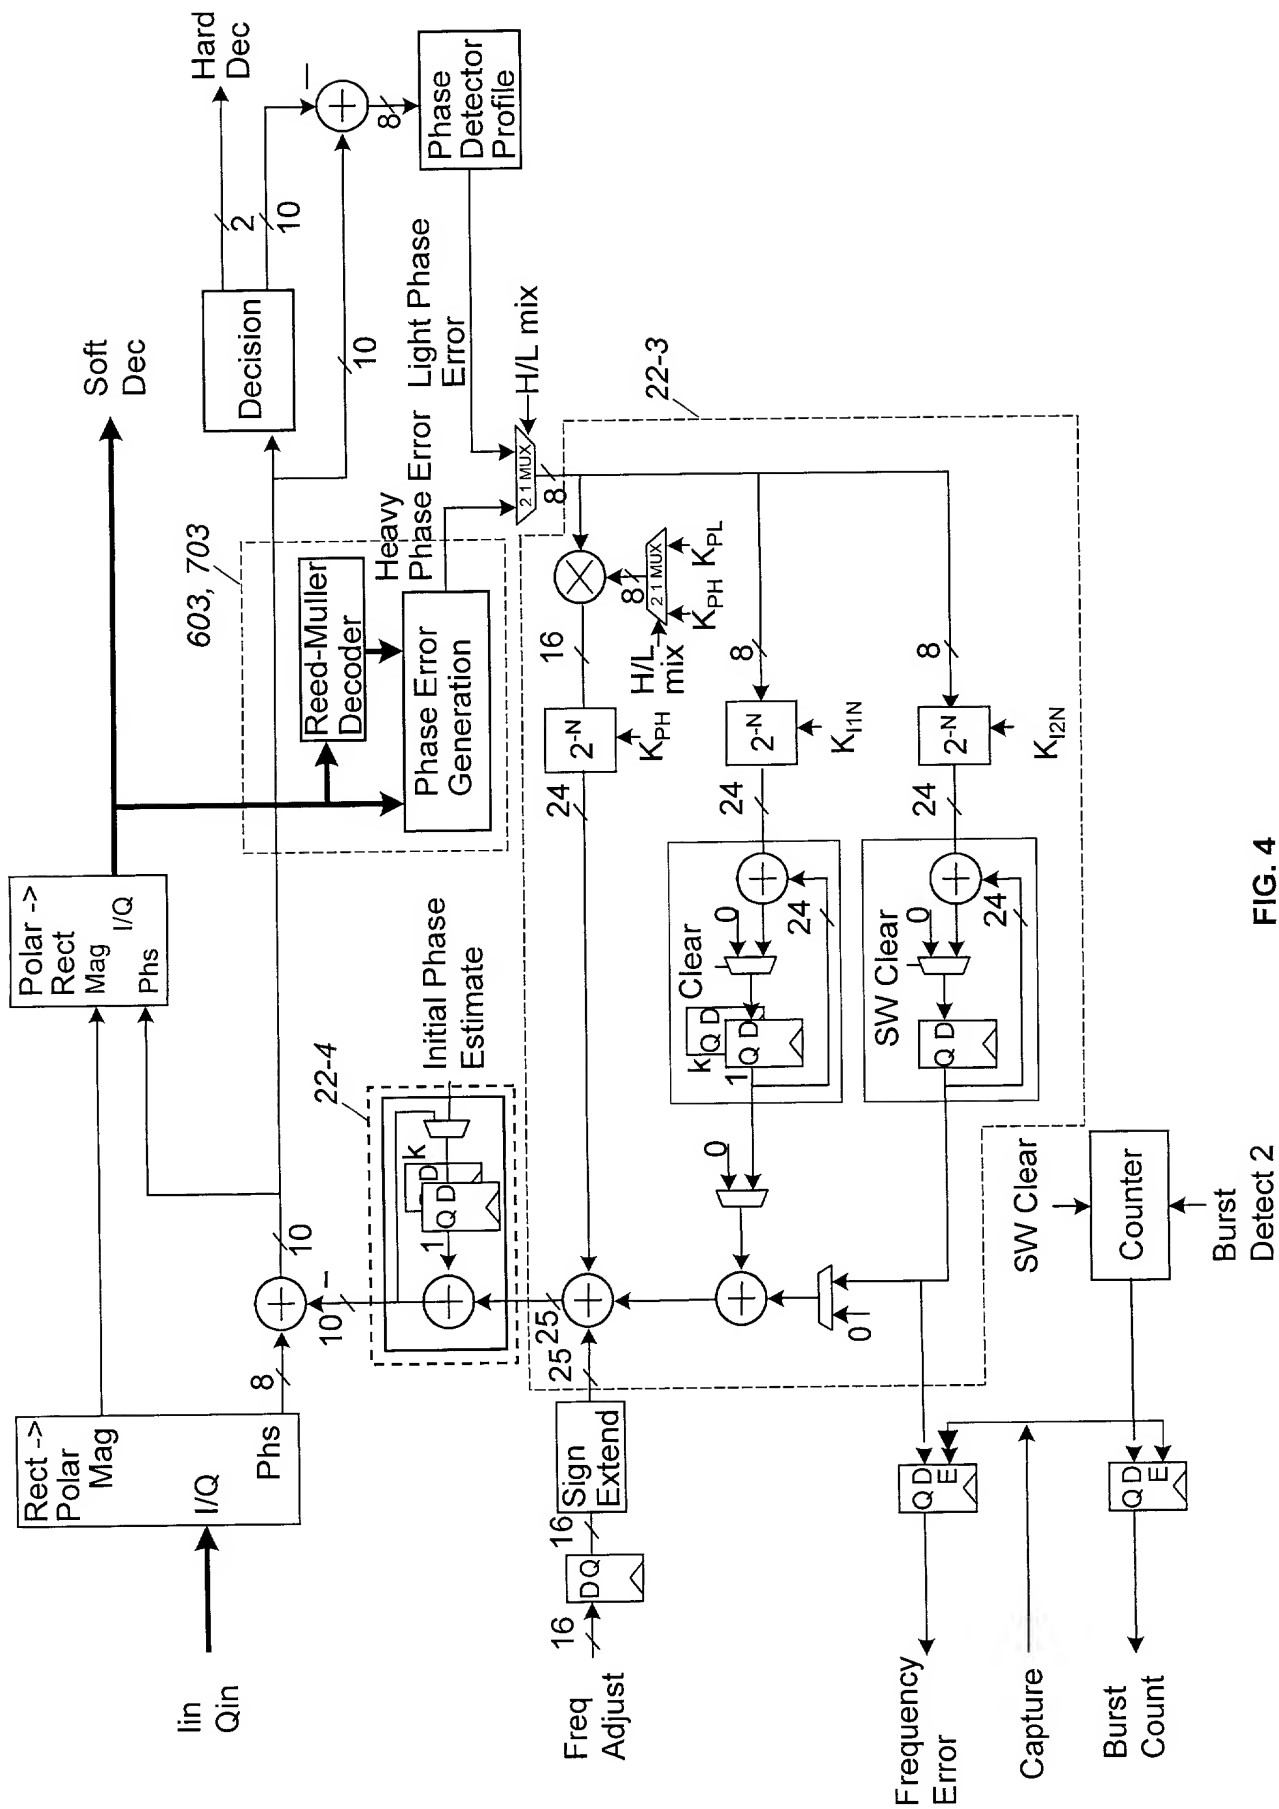 Iin
Qin
Rect ->
Polar
Mag
I/Q
Phs
8
10
10
Polar ->
Rect
Mag
I/Q
Phs
Soft
Dec
22-4
Initial Phase
Estimate
1
Q D
k
D
603, 703
Reed-Muller
Decoder
Phase Error
Generation
Heavy
Phase Error
Light Phase
Error
Decision
2
10
10
Hard
Dec
8
Phase
Detector
Profile
2 1 MUX
H/L mix
8
22-3
8
2 1 MUX
H/L
mix
KPH
KPL
16
2-N
KPH
24
8
2-N
KI1N
24
8
2-N
KI2N
24
Clear
0
24
k
Q D
1
Q D
SW Clear
0
24
Q D
0
0
25
25
Freq
Adjust
16
D Q
16
Sign
Extend
Frequency
Error
Q D
E
Capture
Burst
Count
Q D
E
SW Clear
Counter
Burst
Detect 2
FIG. 4